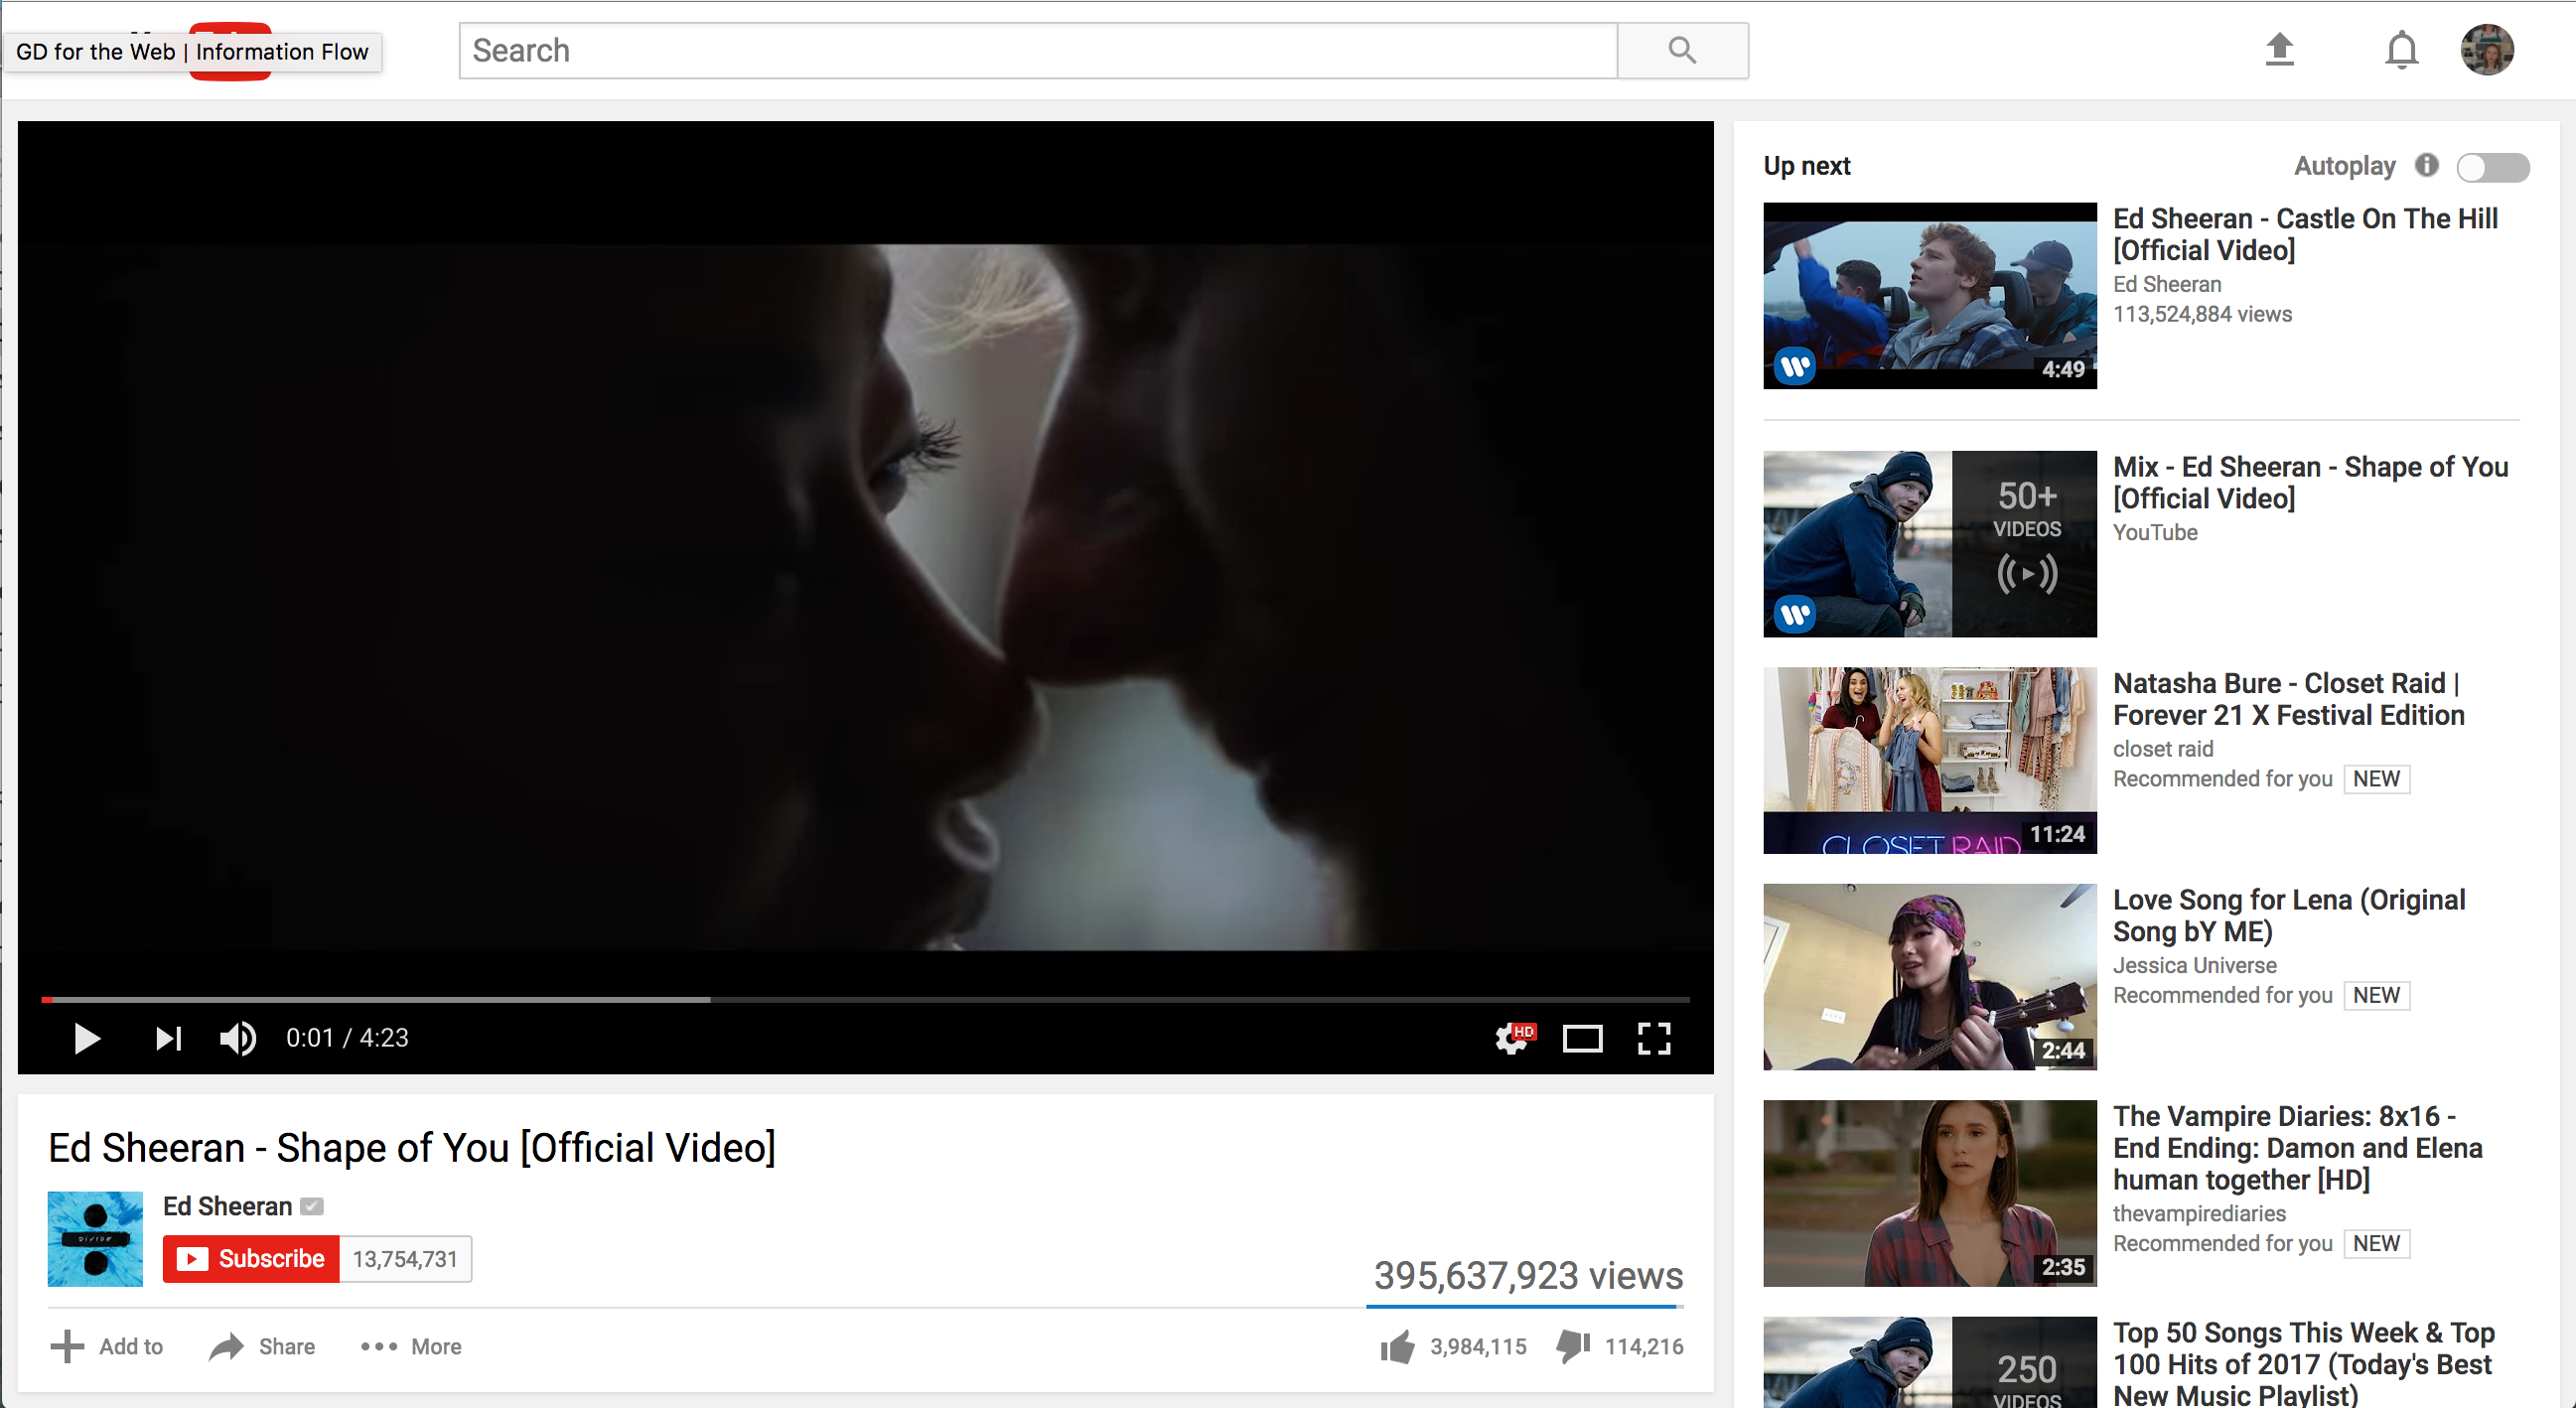 GD for the Web | Information Flow
Search
Up next
Autoplay
Ed Sheeran - Castle On The Hill
[Official Video]
Ed Sheeran
113,524,884 views
4:49
Mix - Ed Sheeran - Shape of You
[Official Video]
YouTube
50+
VIDEOS
Natasha Bure - Closet Raid |
Forever 21 X Festival Edition
closet raid
Recommended for you NEW
CLOSET RAID
11:24
Love Song for Lena (Original
Song bY ME)
Jessica Universe
Recommended for you NEW
2:44
The Vampire Diaries: 8x16 -
End Ending: Damon and Elena
human together [HD]
thevampirediaries
Recommended for you NEW
2:35
Top 50 Songs This Week & Top
100 Hits of 2017 (Today's Best
New Music Playlist)
250
VIDEOS
0:01 / 4:23
HD
Ed Sheeran - Shape of You [Official Video]
DIVIDE
Ed Sheeran
Subscribe 13,754,731
395,637,923 views
Add to
Share
More
3,984,115
114,216